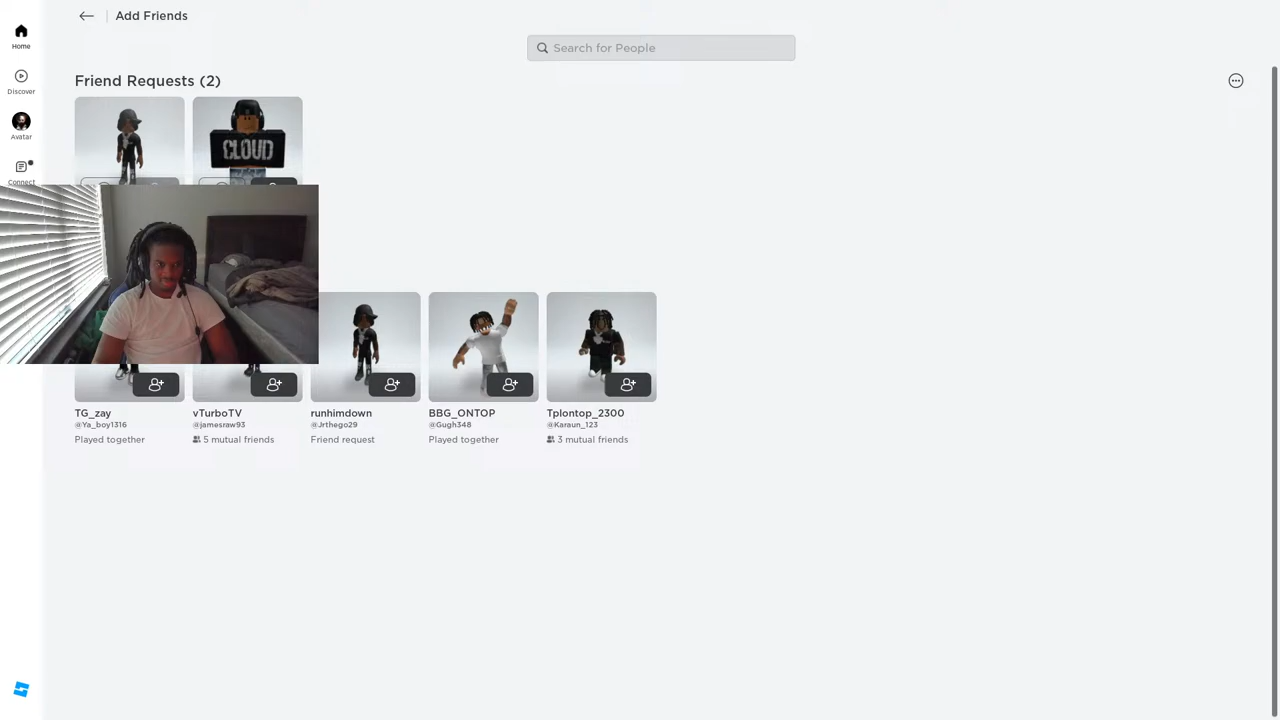 Add Friends
Home
Search for People
Friend Requests (2)
Discover
Avatar
CLOUD
Connect
TG_zay
@Ya_boy1316
Played together
vTurboTV
@jamesraw93
5 mutual friends
runhimdown
@Jrthego29
Friend request
BBG_ONTOP
@Gugh348
Played together
Tplontop_2300
@Karaun_123
3 mutual friends